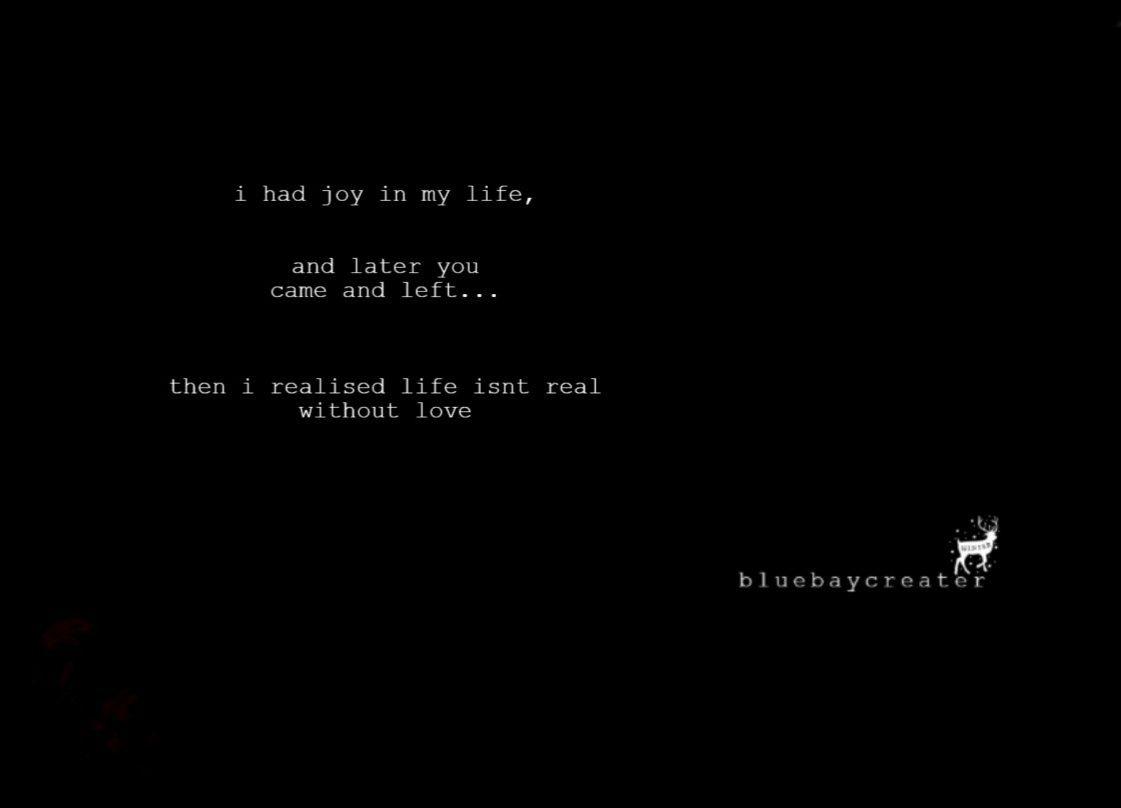 i had joy in my life,
and later you
came and left...
then i realised life isnt real
without love
WINTER
bluebaycreater